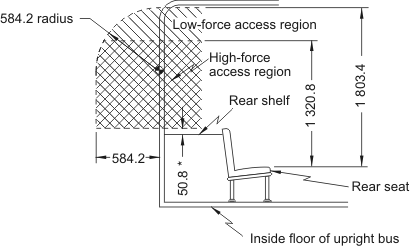 584.2 radius
Low-force access region
High-force
access region
Rear shelf
1 320.8
1 803.4
584.2
50.8 *
Rear seat
Inside floor of upright bus